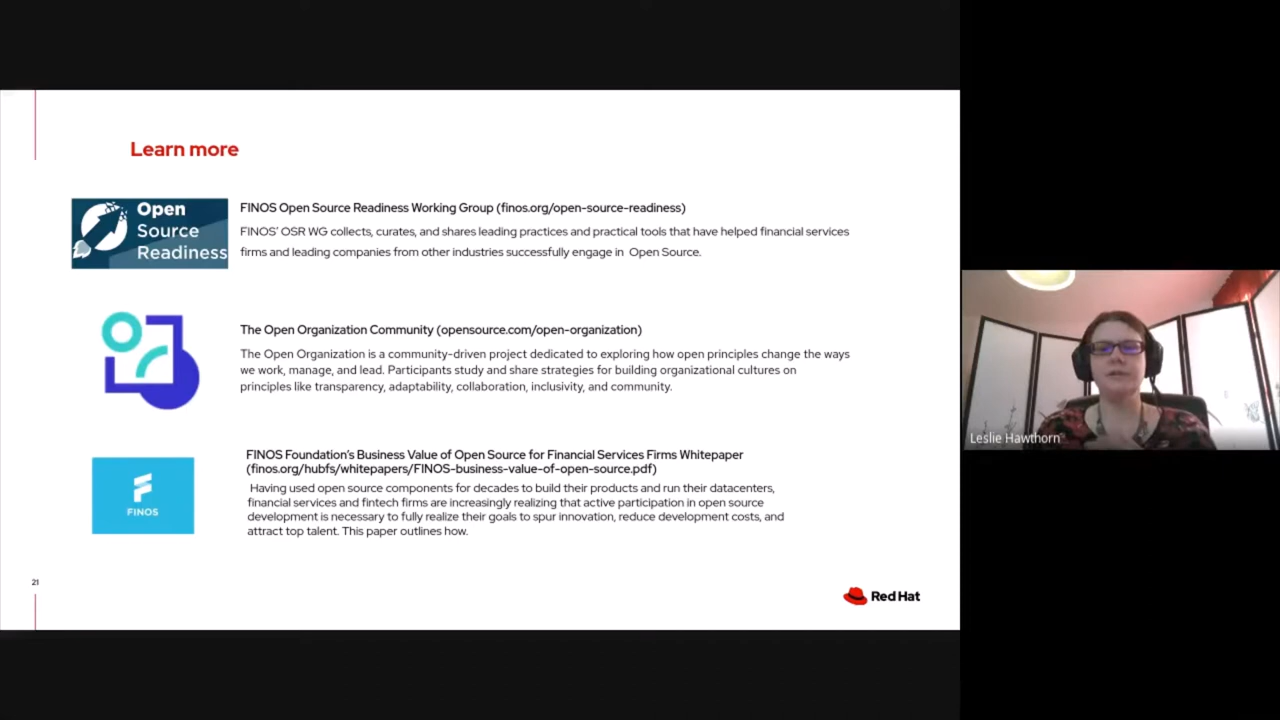 Learn more
Open
Source
Readiness
FINOS Open Source Readiness Working Group (finos.org/open-source-readiness)
FINOS' OSR WG collects, curates, and shares leading practices and practical tools that have helped financial services
firms and leading companies from other industries successfully engage in Open Source.
The Open Organization Community (opensource.com/open-organization)
The Open Organization is a community-driven project dedicated to exploring how open principles change the ways
we work, manage, and lead. Participants study and share strategies for building organizational cultures on
principles like transparency, adaptability, collaboration, inclusivity, and community.
FINOS Foundation's Business Value of Open Source for Financial Services Firms Whitepaper
(finos.org/hubfs/whitepapers/FINOS-business-value-of-open-source.pdf)
Having used open source components for decades to build their products and run their datacenters,
financial services and fintech firms are increasingly realizing that active participation in open source
development is necessary to fully realize their goals to spur innovation, reduce development costs, and
attract top talent. This paper outlines how.
FINOS
21
Red Hat
Leslie Hawthorn